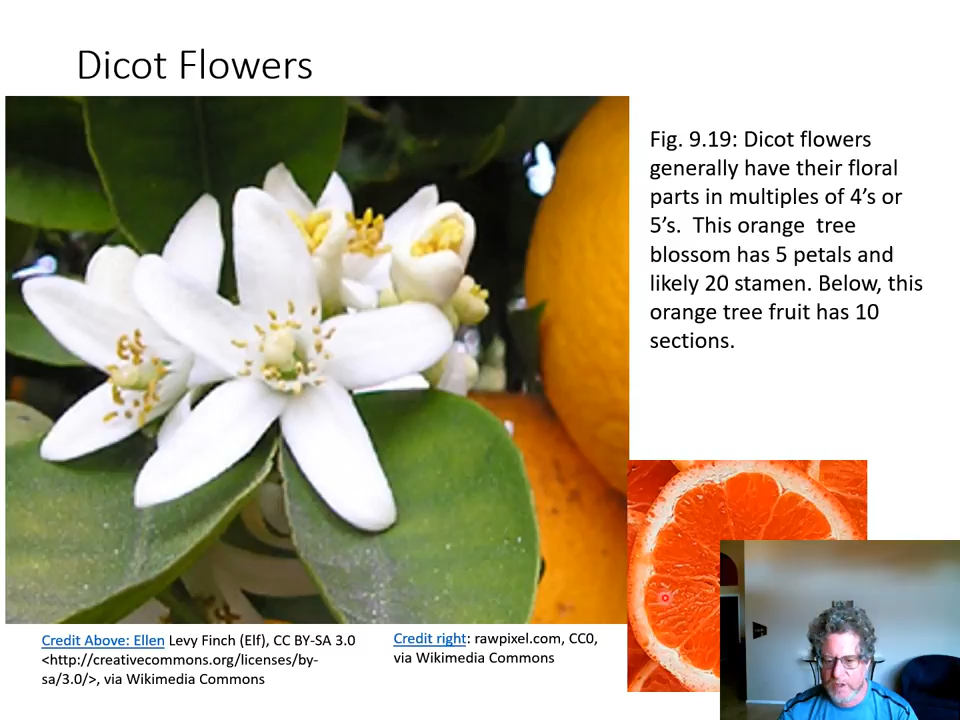 Dicot Flowers
Fig. 9.19: Dicot flowers
generally have their floral
parts in multiples of 4’s or
5’s.  This orange  tree
blossom has 5 petals and
likely 20 stamen. Below, this
orange tree fruit has 10
sections.
Credit Above: Ellen Levy Finch (Elf), CC BY-SA 3.0
<http://creativecommons.org/licenses/by-
sa/3.0/>, via Wikimedia Commons
Credit right: rawpixel.com, CC0,
via Wikimedia Commons